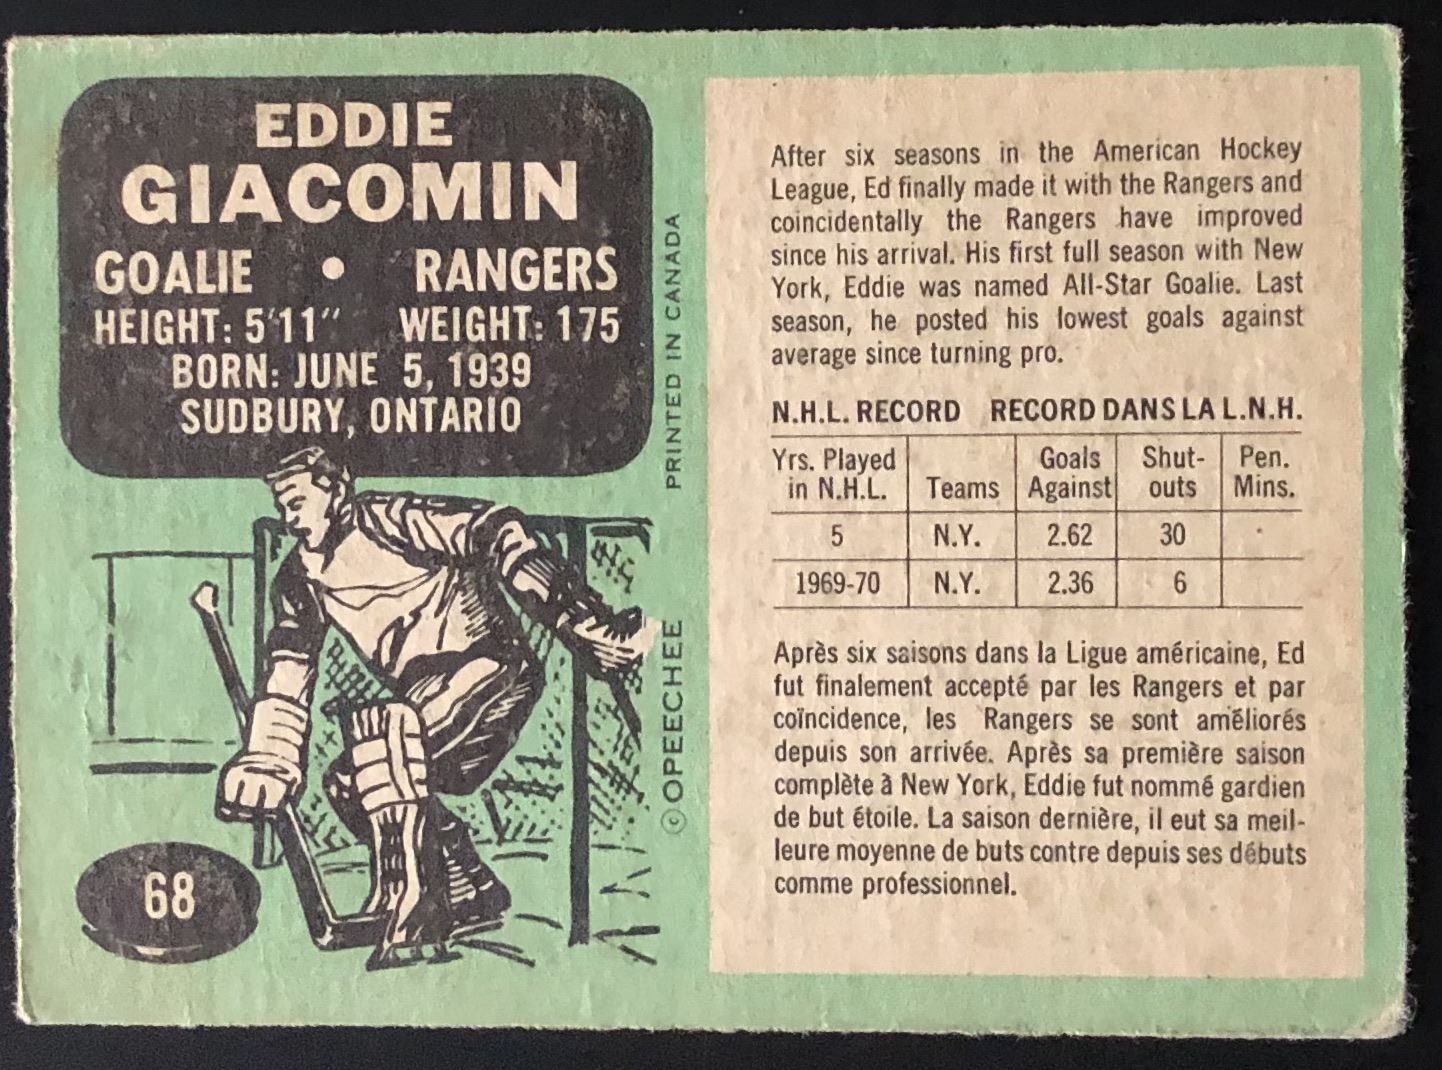 EDDIE
GIACOMIN
GOALIE • RANGERS
HEIGHT: 5'11" WEIGHT: 175
BORN: JUNE 5, 1939
SUDBURY, ONTARIO
68
PRINTED IN CANADA
© OPEECHEE
After six seasons in the American Hockey
League, Ed finally made it with the Rangers and
coincidentally the Rangers have improved
since his arrival. His first full season with New
York, Eddie was named All-Star Goalie. Last
season, he posted his lowest goals against
average since turning pro.
N.H.L. RECORD RECORD DANS LA L.N.H.
Yrs. Played Goals Shut- Pen.
in N.H.L. Teams Against outs Mins.
5 N.Y. 2.62 30
1969-70 N.Y. 2.36 6
Après six saisons dans la Ligue américaine, Ed
fut finalement accepté par les Rangers et par
coïncidence, les Rangers se sont améliorés
depuis son arrivée. Après sa première saison
complète à New York, Eddie fut nommé gardien
de but étoile. La saison dernière, il eut sa meil-
leure moyenne de buts contre depuis ses débuts
comme professionnel.